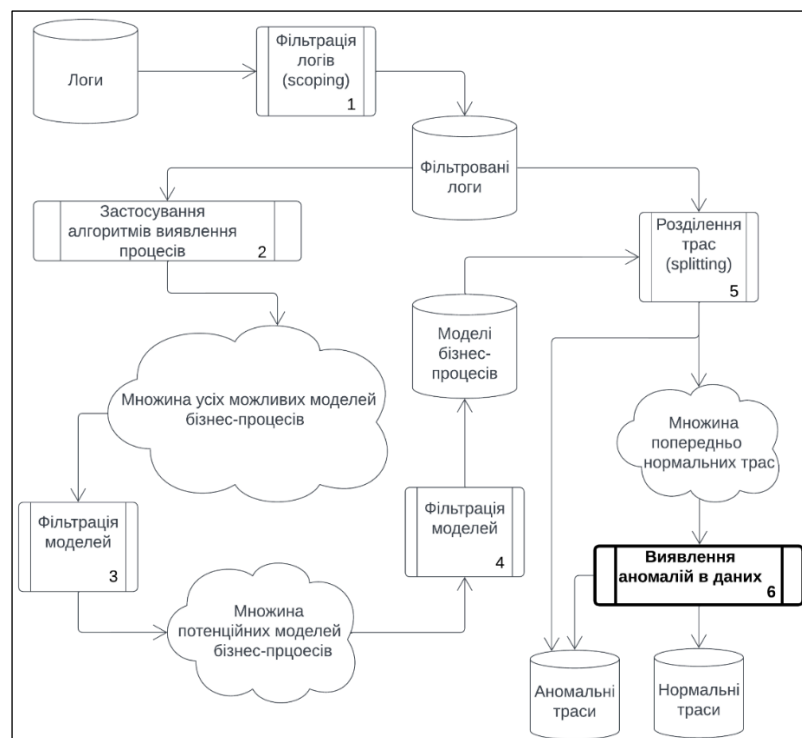 Логи
Фільтрація
логів
(scoping)
1
Фільтровані
логи
Застосування
алгоритмів виявлення
процесів
2
Розділення
трас
(splitting)
5
Моделі
бізнес-
процесів
Множина усіх можливих моделей
бізнес-процесів
Множина
попередньо
нормальних трас
Фільтрація
моделей
3
Фільтрація
моделей
4
Виявлення
аномалій в даних
6
Множина
потенційних моделей
бізнес-прцоесів
Аномальні
траси
Нормальні
траси